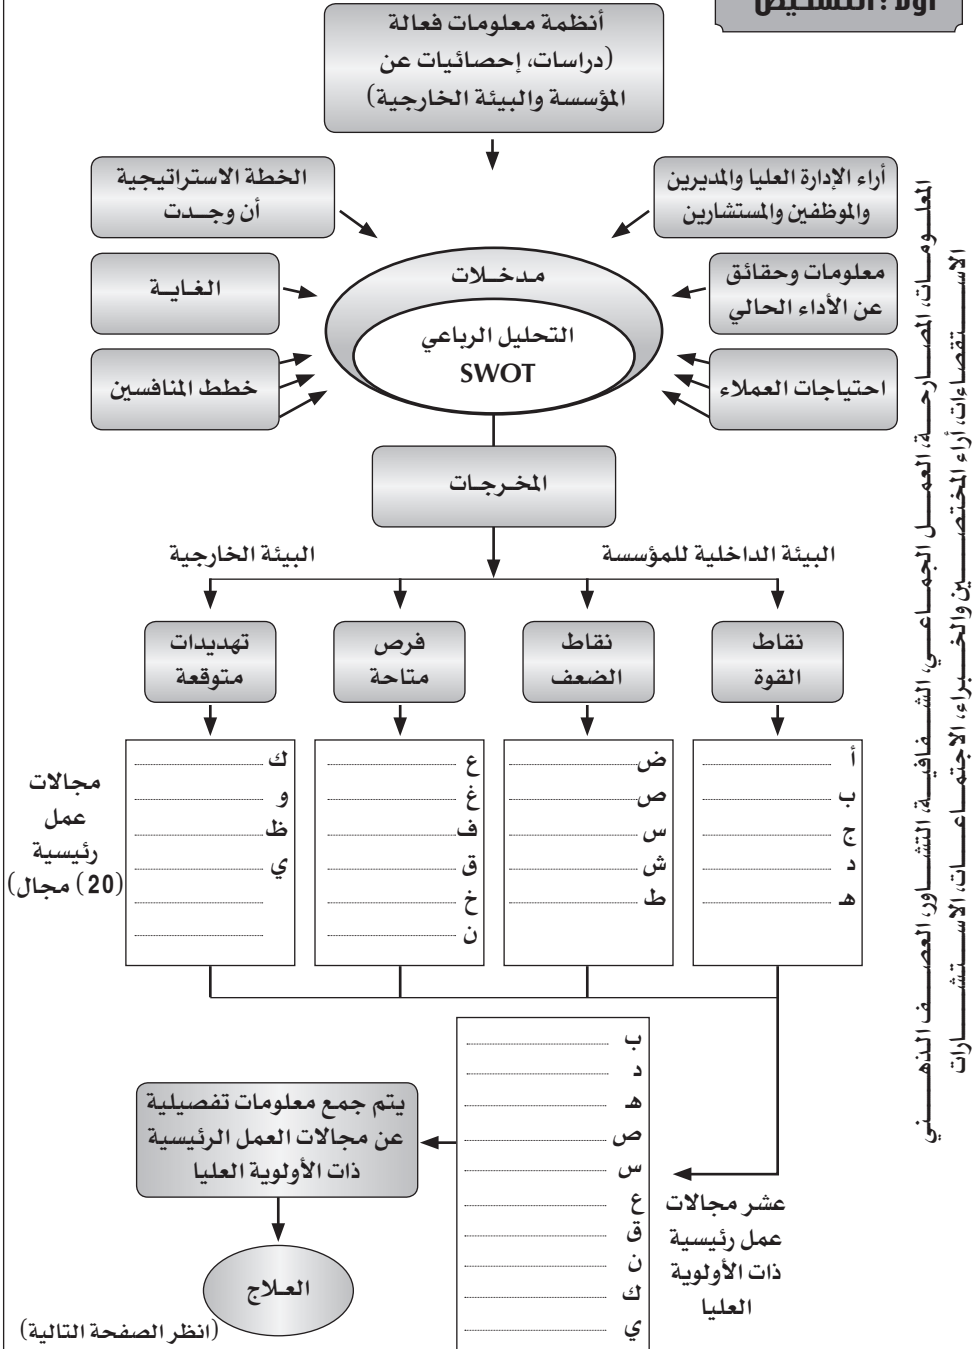 أولاً : التشخيص
أنظمة معلومات فعالة
(دراسات، إحصائيات عن
المؤسسة والبيئة الخارجية)
أراء الإدارة العليا والمديرين
والموظفين والمستشارين
الخطة الاستراتيجية
أن وجدت
معلومات وحقائق
عن الأداء الحالي
الغاية
احتياجات العملاء
خطط المنافسين
مدخلات
التحليل الرباعي
SWOT
المخرجات
البيئة الداخلية للمؤسسة
البيئة الخارجية
نقاط
القوة
نقاط
الضعف
فرص
متاحة
تهديدات
متوقعة
أ
ب
ج
د
هـ
ض
ص
س
ش
ط
ع
غ
ف
ق
خ
ن
ك
و
ظ
ي
مجالات
عمل
رئيسية
(20) مجال)
ب
د
هـ
ص
س
ع
ق
ن
ك
ي
عشر مجالات
عمل رئيسية
ذات الأولوية
العليا
يتم جمع معلومات تفصيلية
عن مجالات العمل الرئيسية
ذات الأولوية العليا
العلاج
(انظر الصفحة التالية)
المعلومات، المصارحة، العمل الجماعي، الشفافية، التشاور، العصف الذهني
الاستقصاءات، أراء المختصين والخبراء، الاجتماعات، الاستشارات